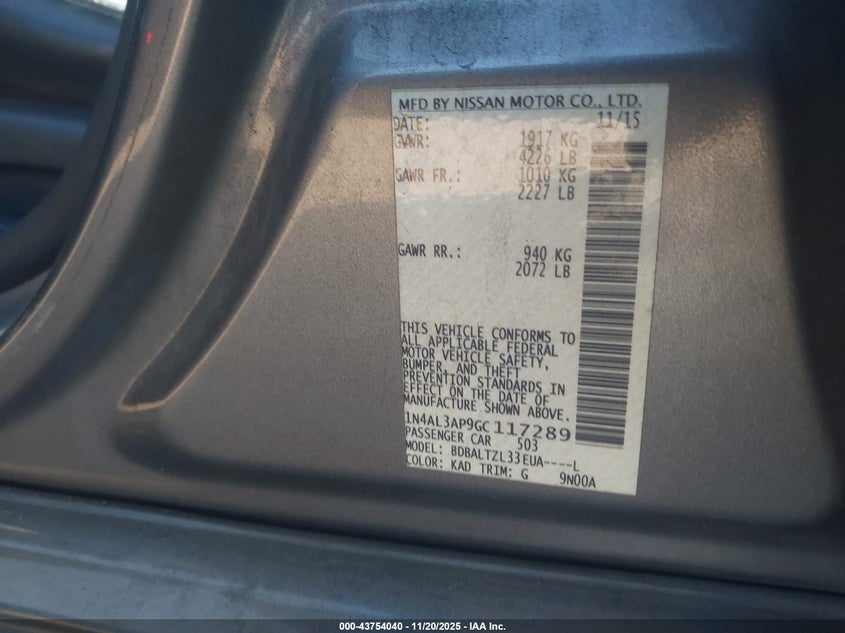 MFD BY NISSAN MOTOR CO., LTD.
DATE: 11/15
GVWR: 1917 KG
4226 LB
GAWR FR.: 1010 KG
2227 LB
GAWR RR.: 940 KG
2072 LB
THIS VEHICLE CONFORMS TO
ALL APPLICABLE FEDERAL
MOTOR VEHICLE SAFETY,
BUMPER, AND THEFT
PREVENTION STANDARDS IN
EFFECT ON THE DATE OF
MANUFACTURE SHOWN ABOVE.
1N4AL3AP9GC117289
PASSENGER CAR 503
MODEL: BDBALTZL33EUA----L
COLOR: KAD TRIM: G 9N00A
000-43754040 - 11/20/2025 - IAA Inc.